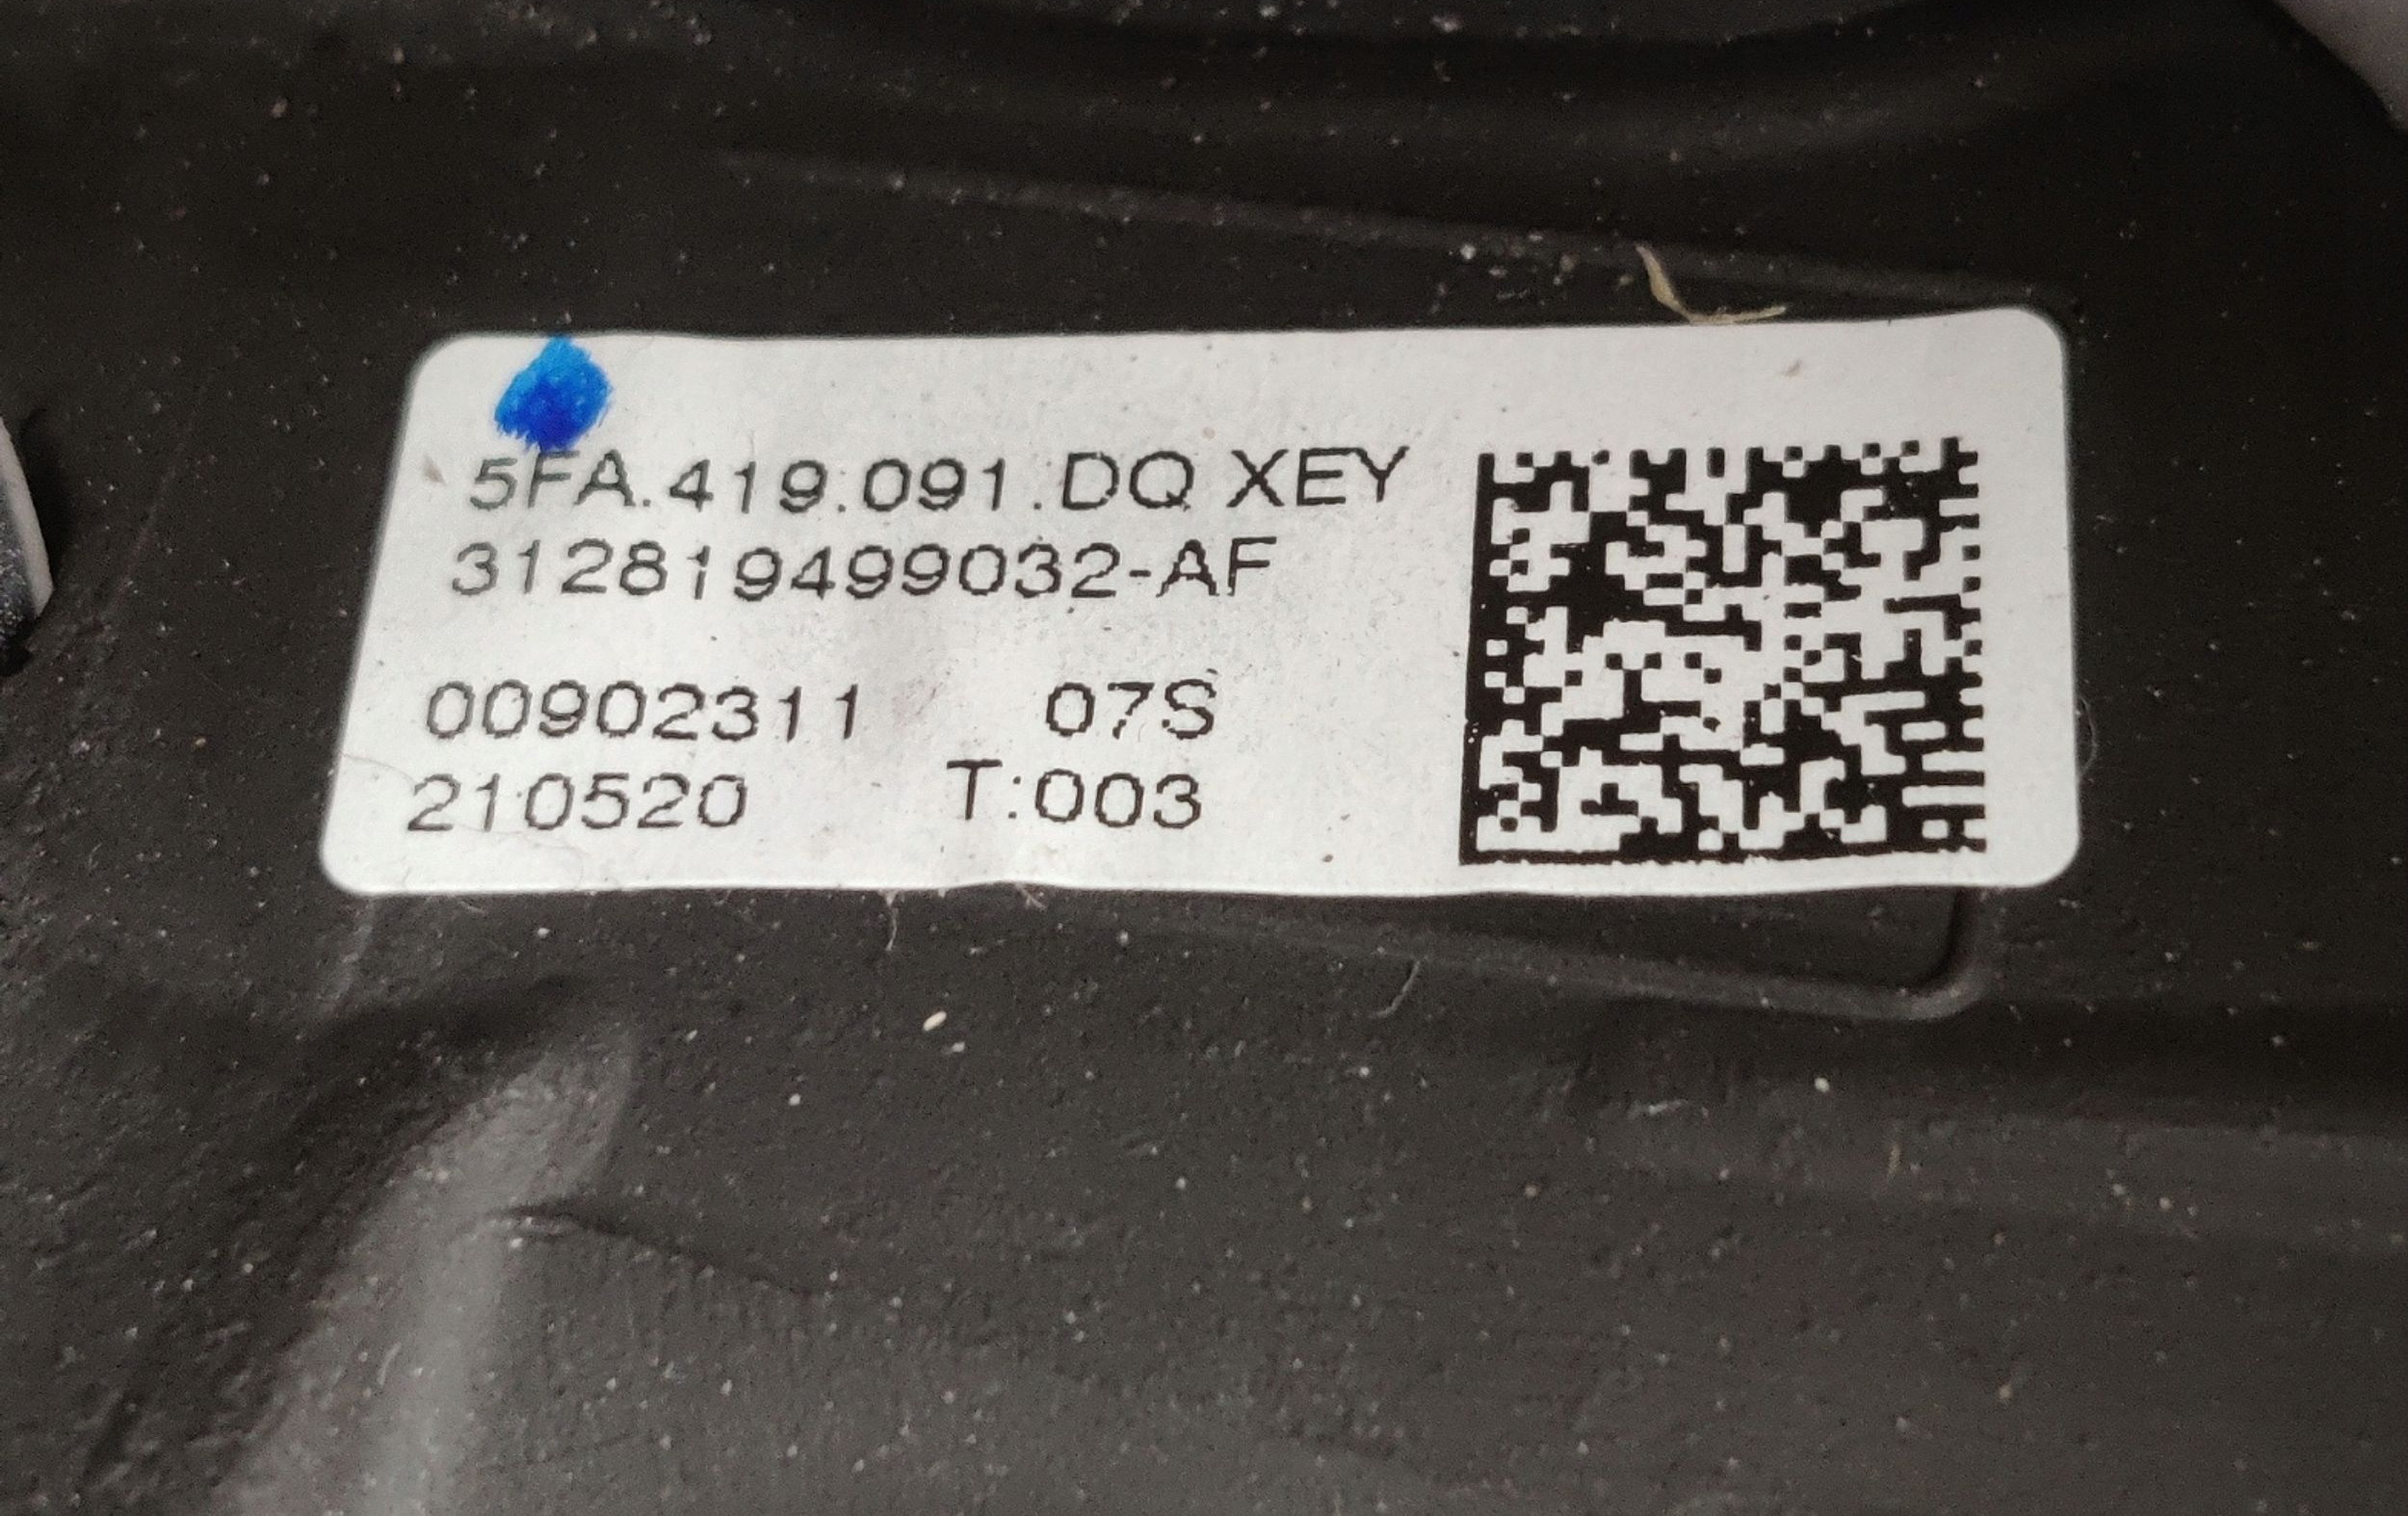 5FA.419.091.DQ XEY
312819499032-AF
00902311 07S
210520 T:003